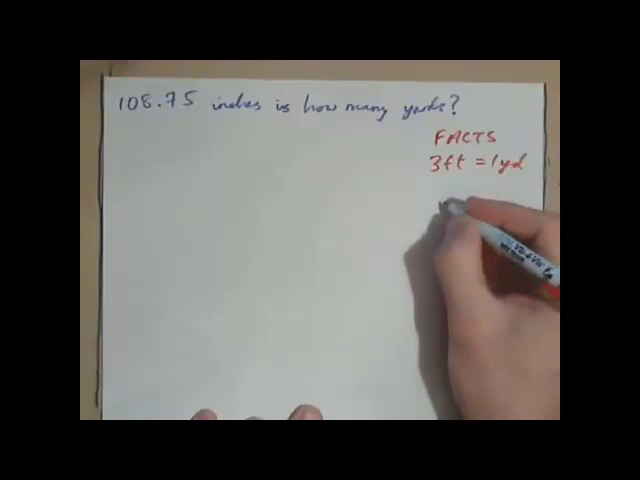 108.75 inches is how many yards?
FACTS
3ft = 1yd